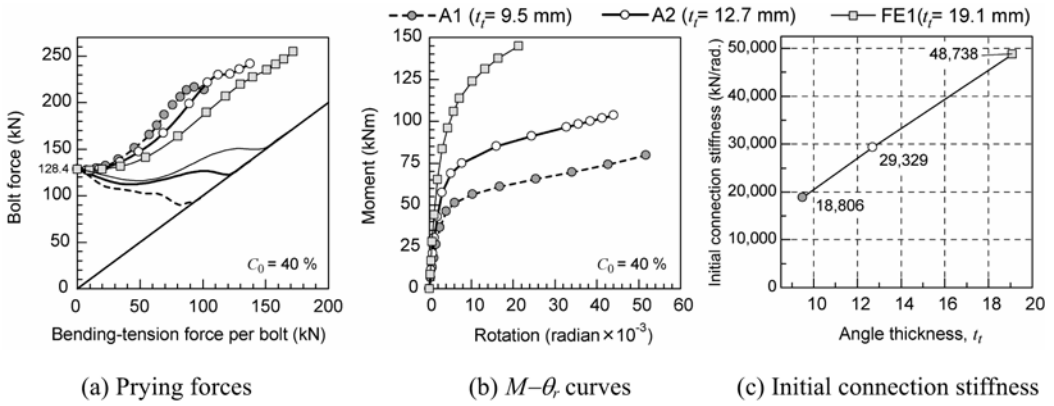 A1 (tₜ= 9.5 mm) A2 (tₜ= 12.7 mm) FE1(tₜ= 19.1 mm)
300
250
200
150
128.4
100
50
0
0 50 100 150 200
Bolt force (kN)
Bending-tension force per bolt (kN)
C₀ = 40 %
(a) Prying forces
150
125
100
75
50
25
0
0 10 20 30 40 50 60
Moment (kNm)
Rotation (radian×10⁻³)
C₀ = 40 %
(b) M–θᵣ curves
50,000
40,000
30,000
20,000
10,000
0
10 12 14 16 18 20
Initial connection stiffness (kN/rad.)
Angle thickness, tₜ
48,738
29,329
18,806
(c) Initial connection stiffness